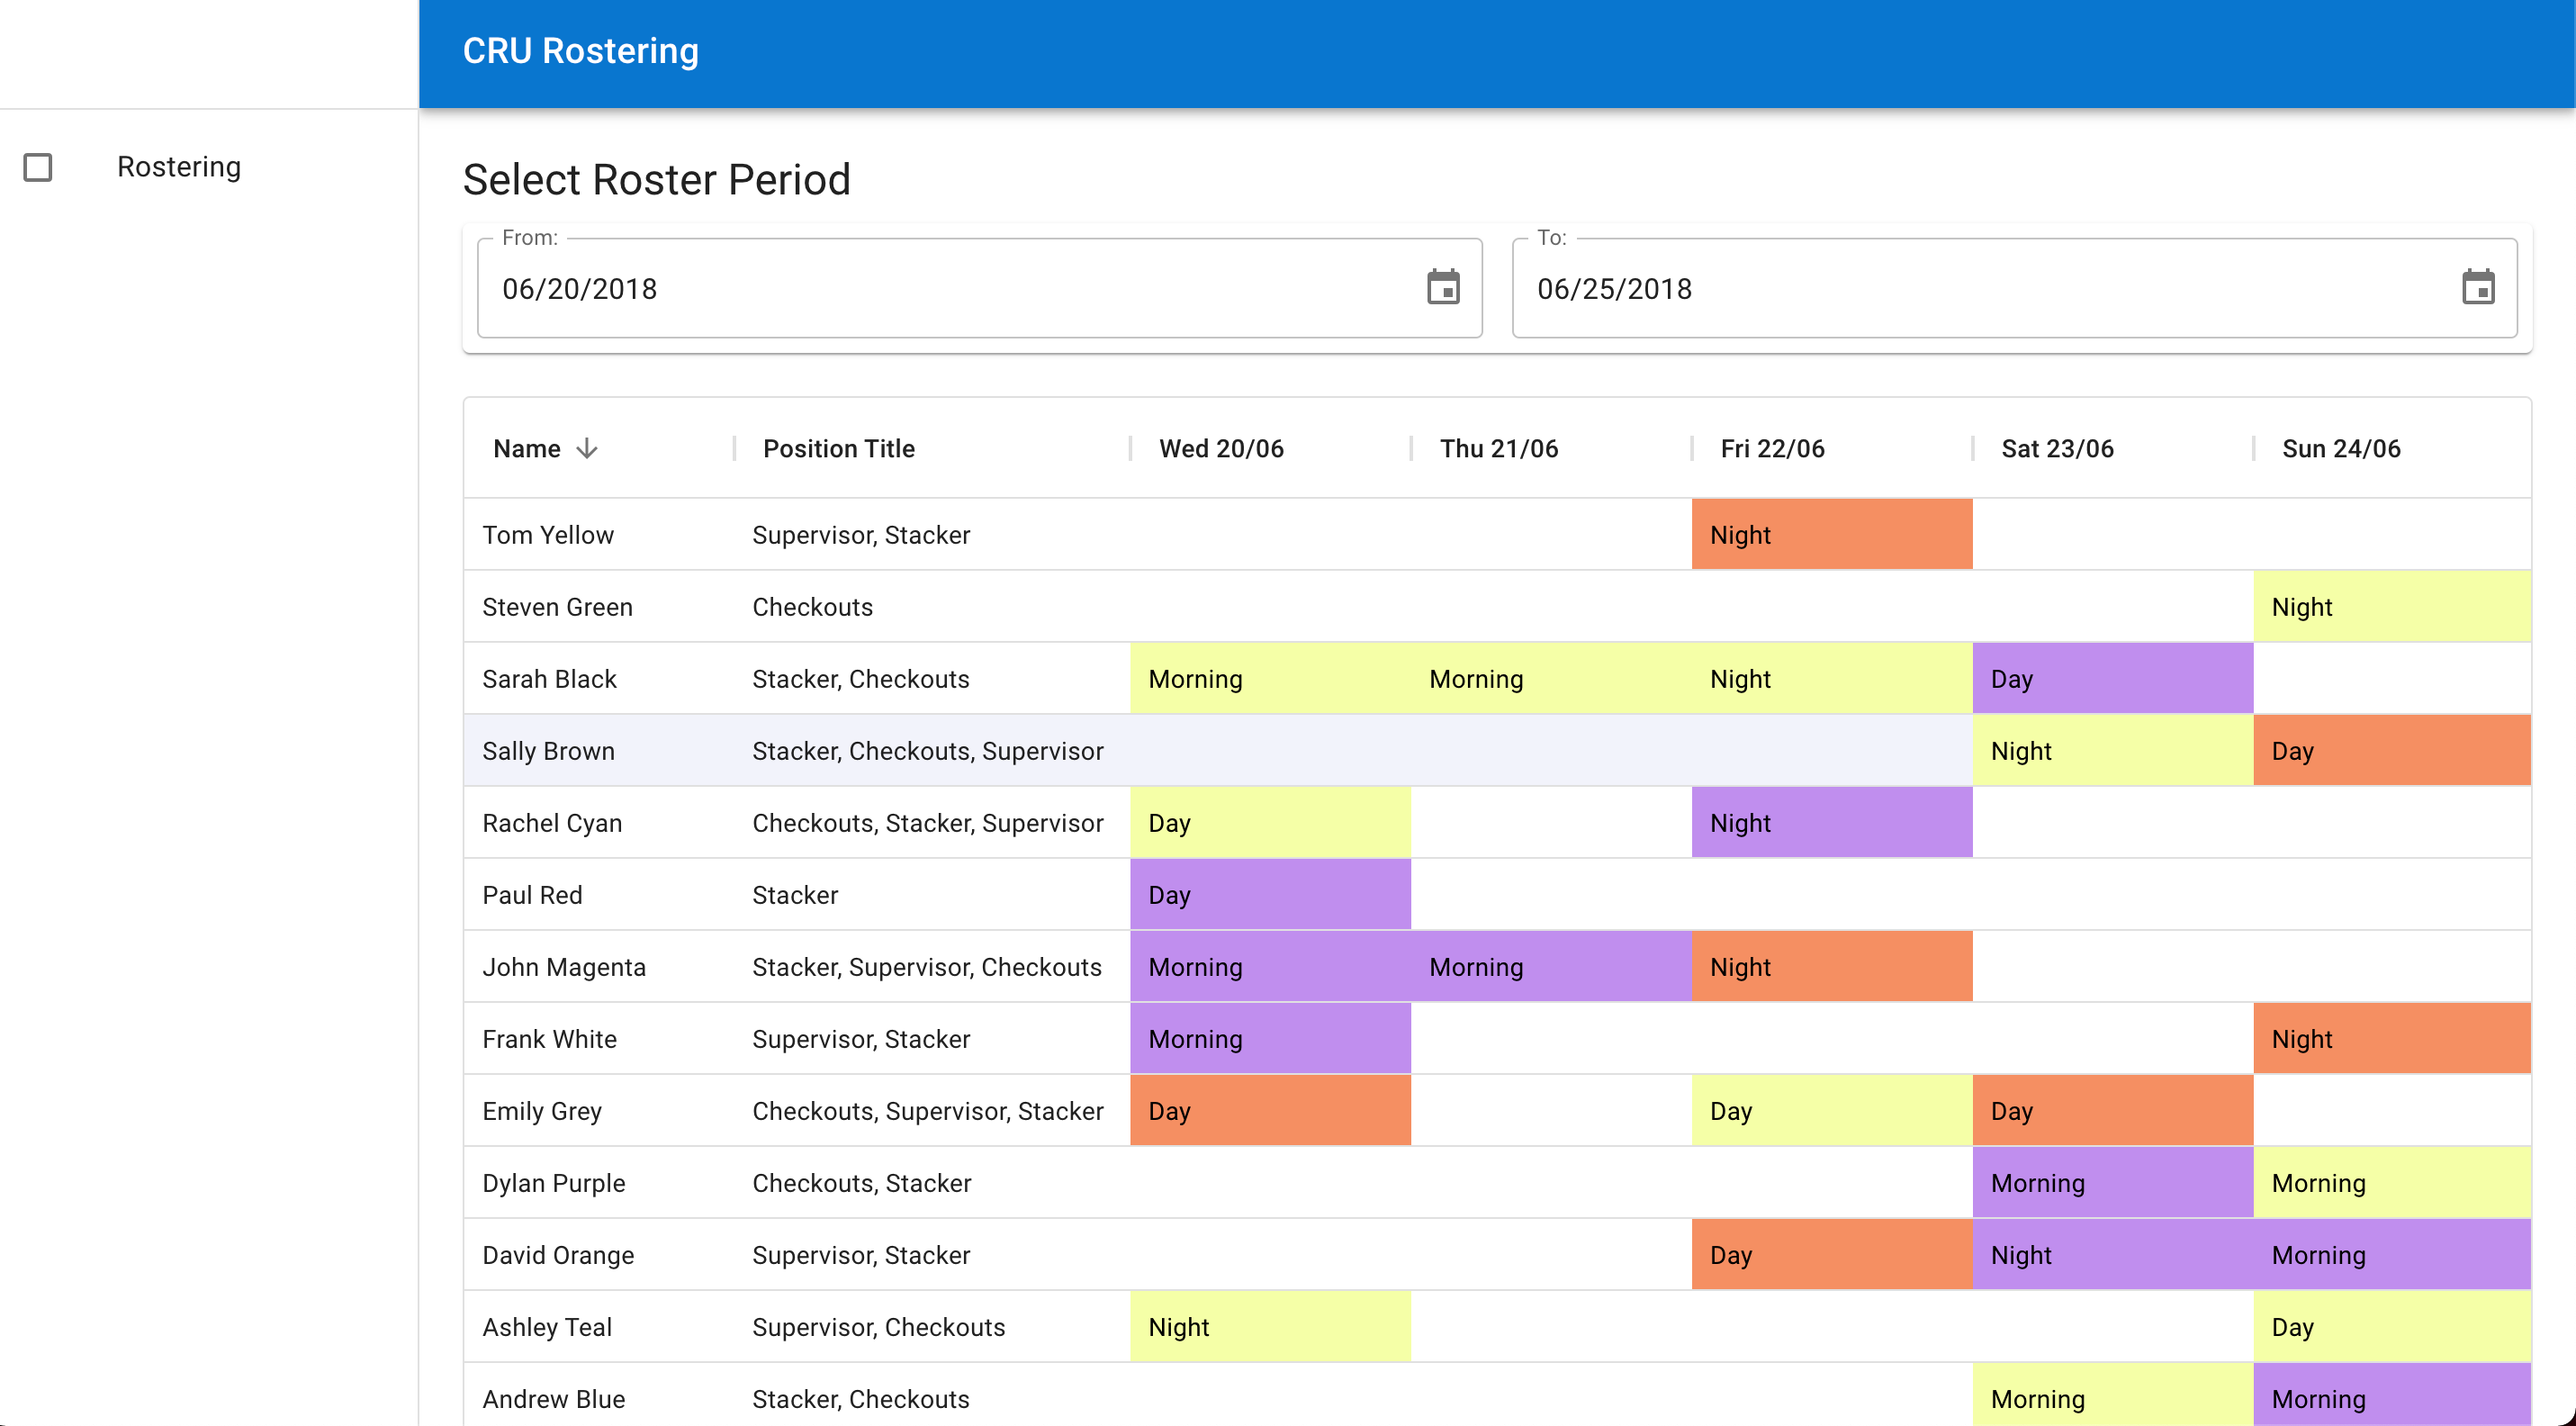 CRU Rostering
Rostering
Select Roster Period
From:
06/20/2018
To:
06/25/2018
Name Position Title Wed 20/06 Thu 21/06 Fri 22/06 Sat 23/06 Sun 24/06
Tom Yellow Supervisor, Stacker Night
Steven Green Checkouts Night
Sarah Black Stacker, Checkouts Morning Morning Night Day
Sally Brown Stacker, Checkouts, Supervisor Night Day
Rachel Cyan Checkouts, Stacker, Supervisor Day Night
Paul Red Stacker Day
John Magenta Stacker, Supervisor, Checkouts Morning Morning Night
Frank White Supervisor, Stacker Morning Night
Emily Grey Checkouts, Supervisor, Stacker Day Day Day
Dylan Purple Checkouts, Stacker Morning Morning
David Orange Supervisor, Stacker Day Night Morning
Ashley Teal Supervisor, Checkouts Night Day
Andrew Blue Stacker, Checkouts Morning Morning